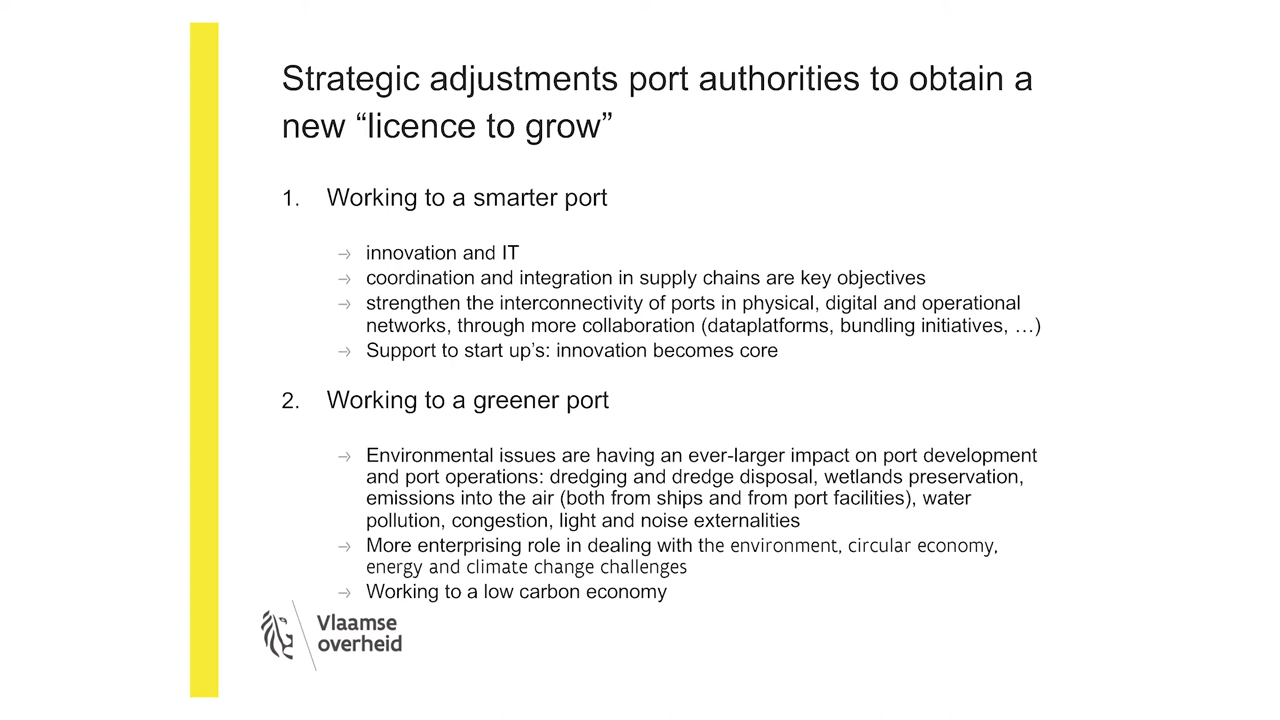 Strategic adjustments port authorities to obtain a
new “licence to grow”
1. Working to a smarter port
→ innovation and IT
→ coordination and integration in supply chains are key objectives
→ strengthen the interconnectivity of ports in physical, digital and operational
networks, through more collaboration (dataplatforms, bundling initiatives, …)
→ Support to start up’s: innovation becomes core
2. Working to a greener port
→ Environmental issues are having an ever-larger impact on port development
and port operations: dredging and dredge disposal, wetlands preservation,
emissions into the air (both from ships and from port facilities), water
pollution, congestion, light and noise externalities
→ More enterprising role in dealing with the environment, circular economy,
energy and climate change challenges
→ Working to a low carbon economy
Vlaamse
overheid